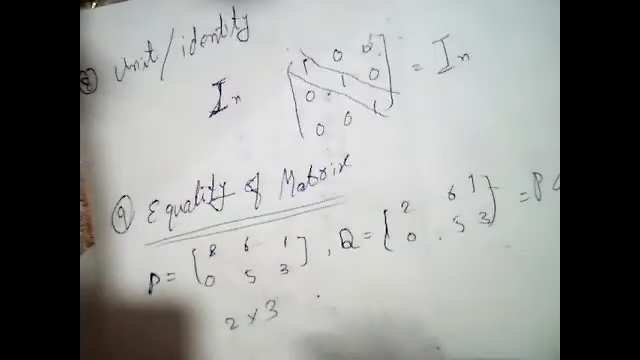 ⑧ Unit/identity
Iₙ [1 0 0
0 1 0
0 0 1] = Iₙ
⑨ Equality of Matrix
P = [8 6 1
0 5 3], Q = [2 6 1
0 5 3] = P
2 × 3